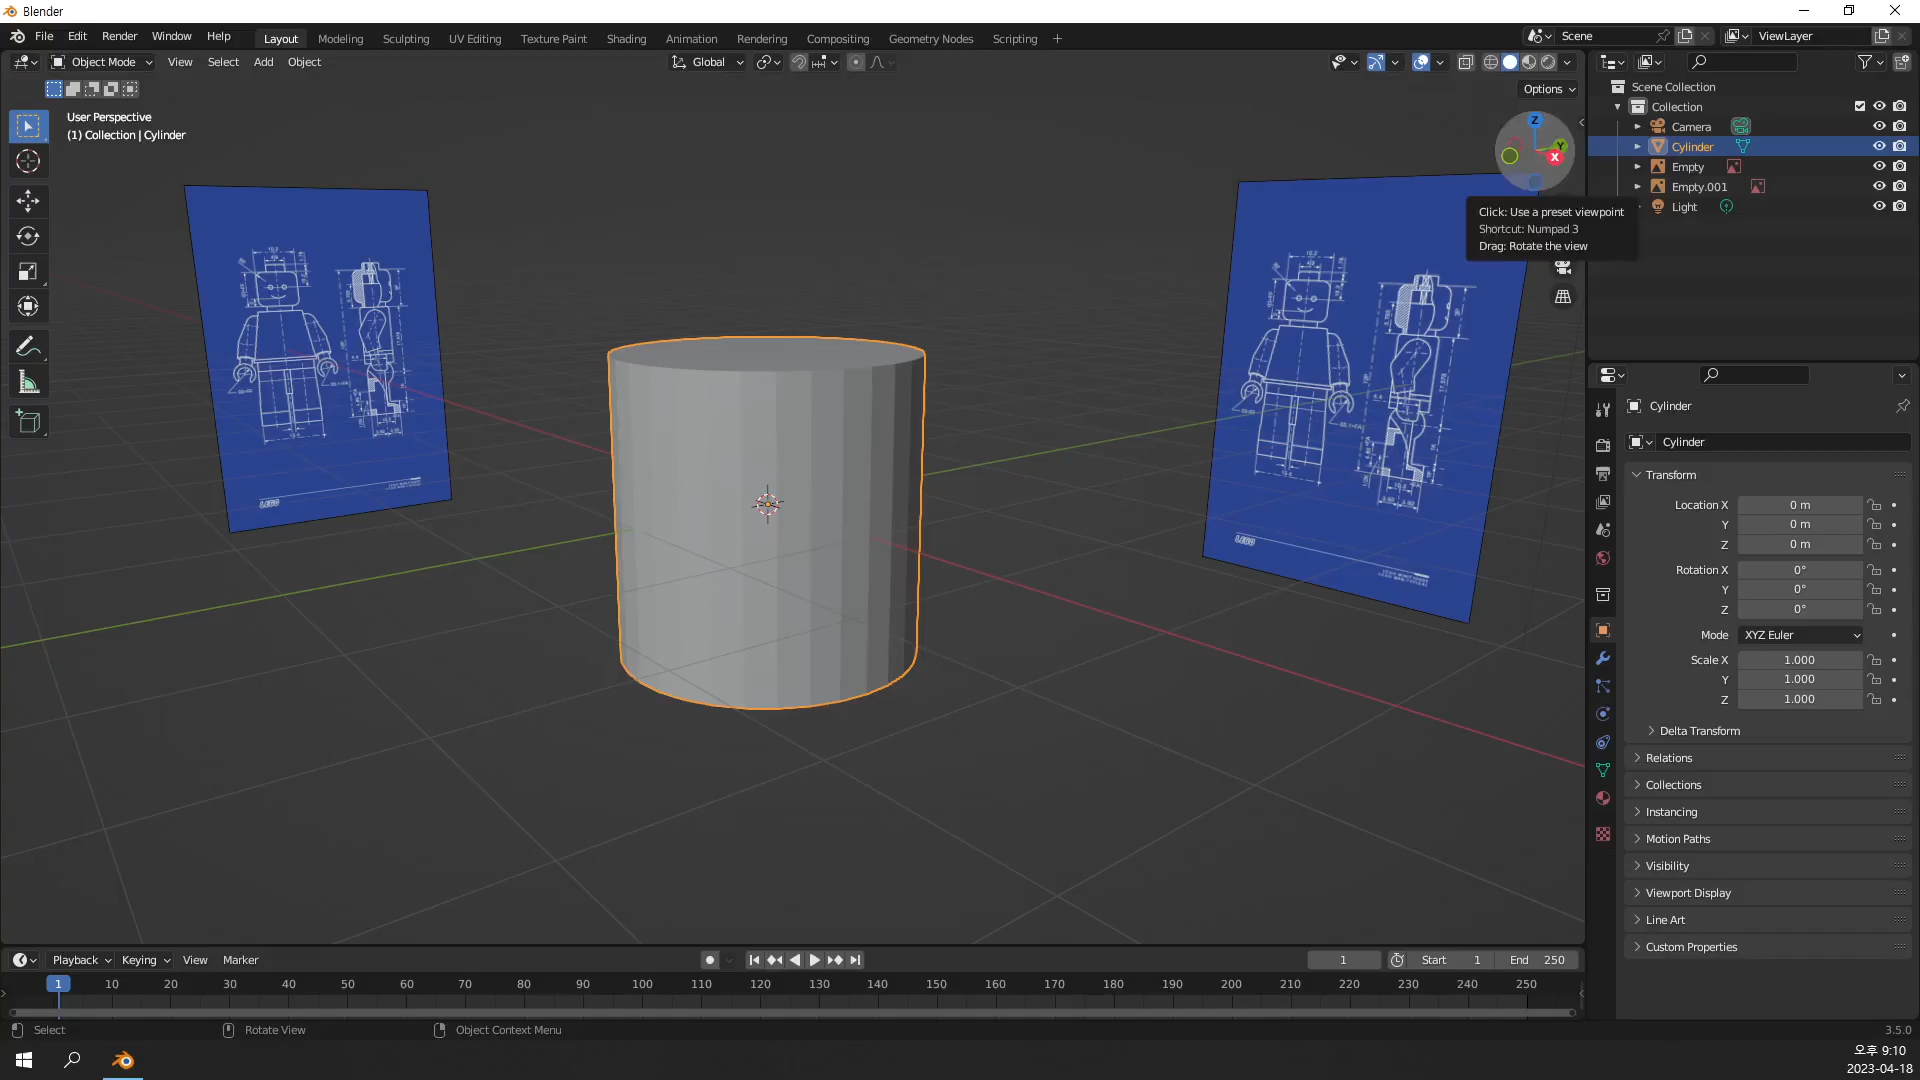 Blender
File Edit Render Window Help
Layout Modeling Sculpting UV Editing Texture Paint Shading Animation Rendering Compositing Geometry Nodes Scripting +
Scene
ViewLayer
Object Mode View Select Add Object
Global
Options
User Perspective
(1) Collection | Cylinder
Z
Y
X
Click: Use a preset viewpoint
Shortcut: Numpad 3
Drag: Rotate the view
LEGO
LEGO
Scene Collection
Collection
Camera
Cylinder
Empty
Empty.001
Light
Cylinder
Cylinder
Transform
Location X 0 m
Y 0 m
Z 0 m
Rotation X 0°
Y 0°
Z 0°
Mode XYZ Euler
Scale X 1.000
Y 1.000
Z 1.000
Delta Transform
Relations
Collections
Instancing
Motion Paths
Visibility
Viewport Display
Line Art
Custom Properties
Playback Keying View Marker
1
Start 1 End 250
1 10 20 30 40 50 60 70 80 90 100 110 120 130 140 150 160 170 180 190 200 210 220 230 240 250
Select Rotate View Object Context Menu
3.5.0
오후 9:10
2023-04-18